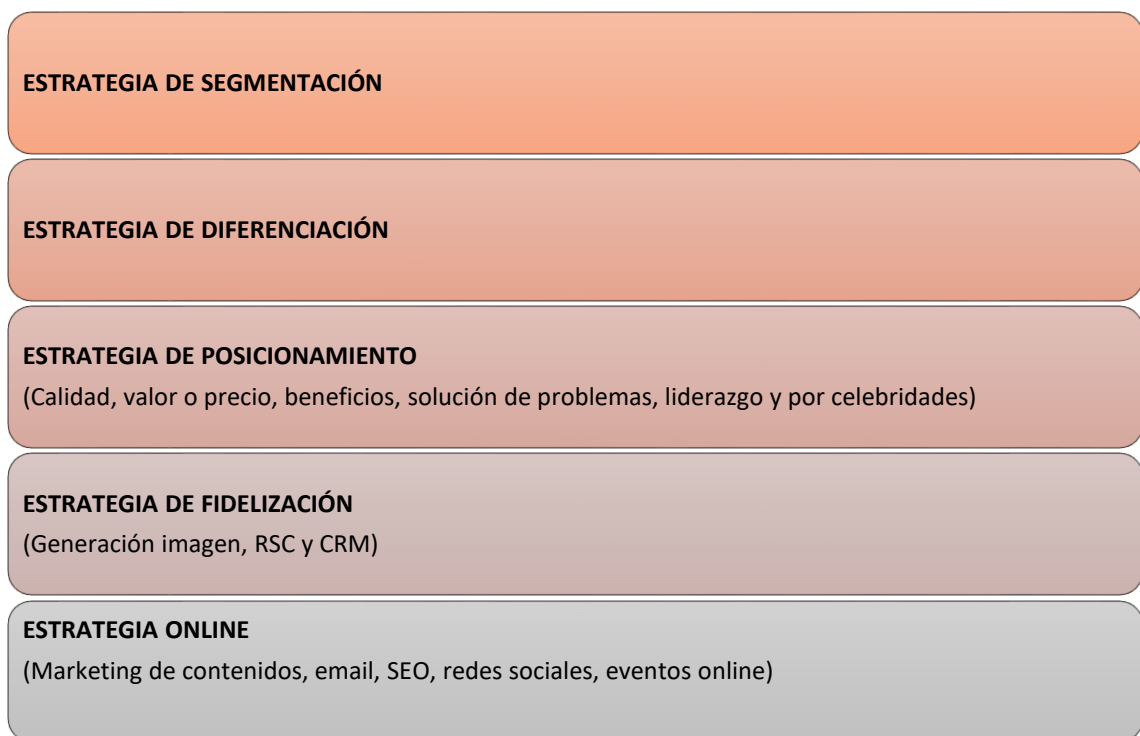 ESTRATEGIA DE SEGMENTACIÓN
ESTRATEGIA DE DIFERENCIACIÓN
ESTRATEGIA DE POSICIONAMIENTO
(Calidad, valor o precio, beneficios, solución de problemas, liderazgo y por celebridades)
ESTRATEGIA DE FIDELIZACIÓN
(Generación imagen, RSC y CRM)
ESTRATEGIA ONLINE
(Marketing de contenidos, email, SEO, redes sociales, eventos online)